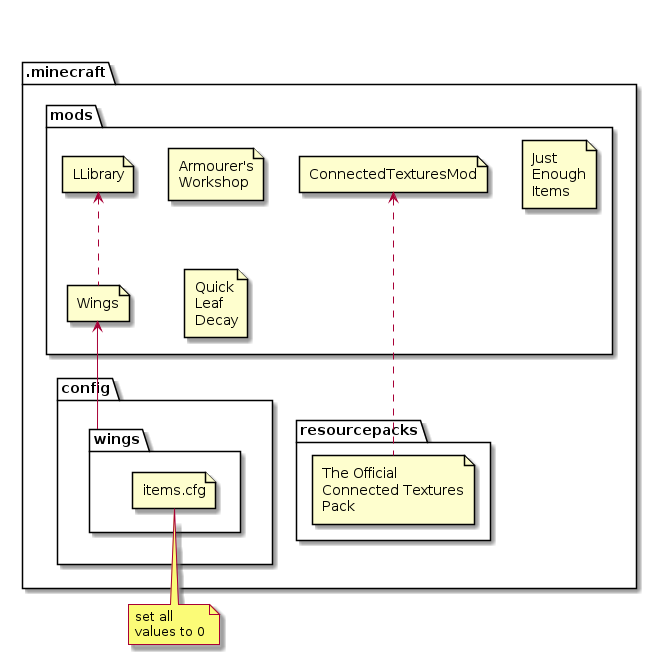 .minecraft
mods
LLibrary
Armourer's
Workshop
ConnectedTexturesMod
Just
Enough
Items
Wings
Quick
Leaf
Decay
config
wings
items.cfg
resourcepacks
The Official
Connected Textures
Pack
set all
values to 0